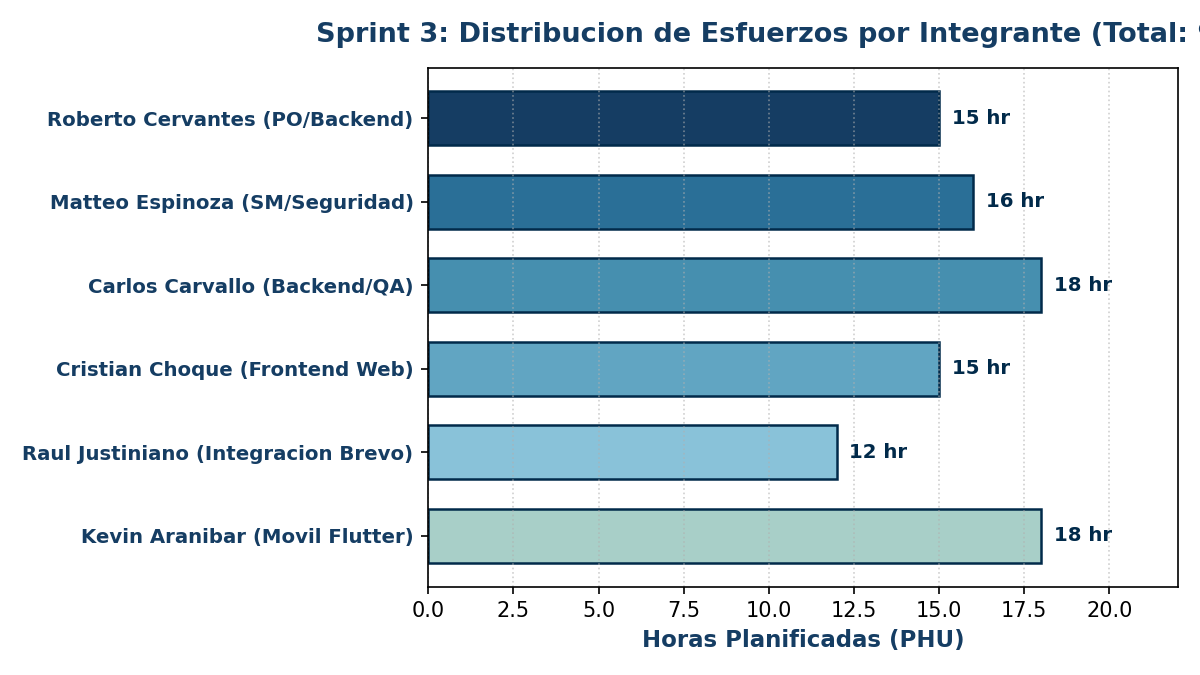 Sprint 3: Distribucion de Esfuerzos por Integrante (Total:
Roberto Cervantes (PO/Backend)
15 hr
Matteo Espinoza (SM/Seguridad)
16 hr
Carlos Carvallo (Backend/QA)
18 hr
Cristian Choque (Frontend Web)
15 hr
Raul Justiniano (Integracion Brevo)
12 hr
Kevin Aranibar (Movil Flutter)
18 hr
0.0 2.5 5.0 7.5 10.0 12.5 15.0 17.5 20.0
Horas Planificadas (PHU)